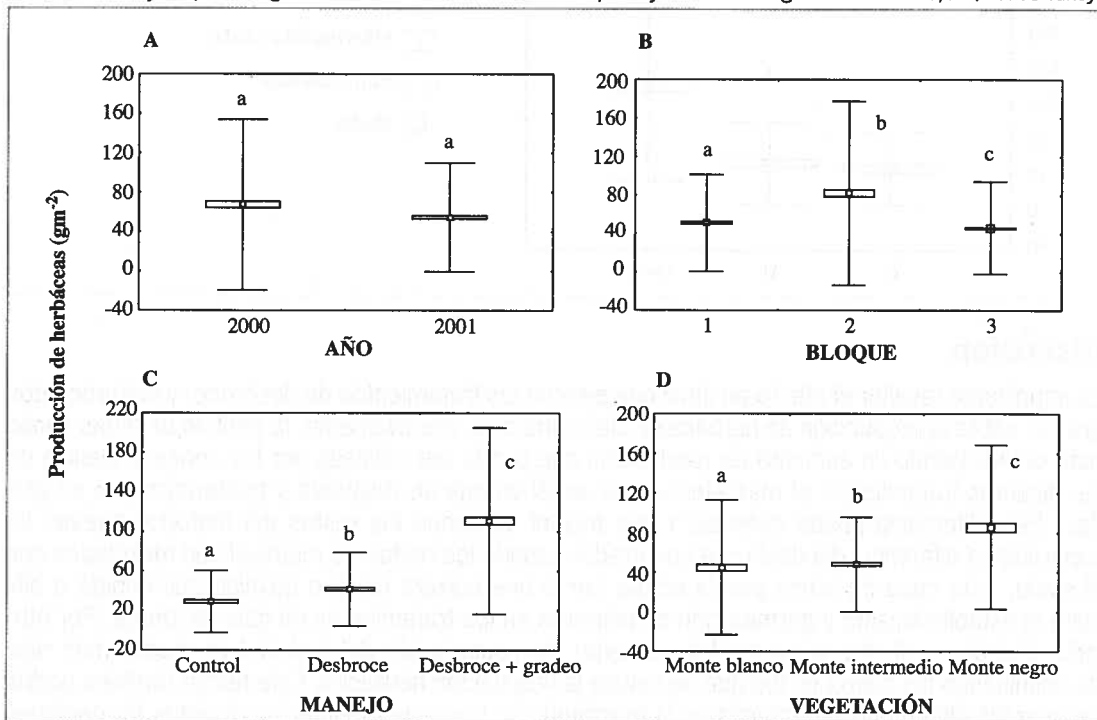 A
200
160
120
80
40
0
-40
a
a
2000
2001
AÑO
B
200
160
120
80
40
0
-40
a
b
c
1
2
3
BLOQUE
Producción de herbáceas (gm-2)
C
220
180
140
100
60
20
-20
a
b
c
Control
Desbroce
Desbroce + gradeo
MANEJO
D
200
160
120
80
40
0
-40
a
b
c
Monte blanco
Monte intermedio
Monte negro
VEGETACIÓN